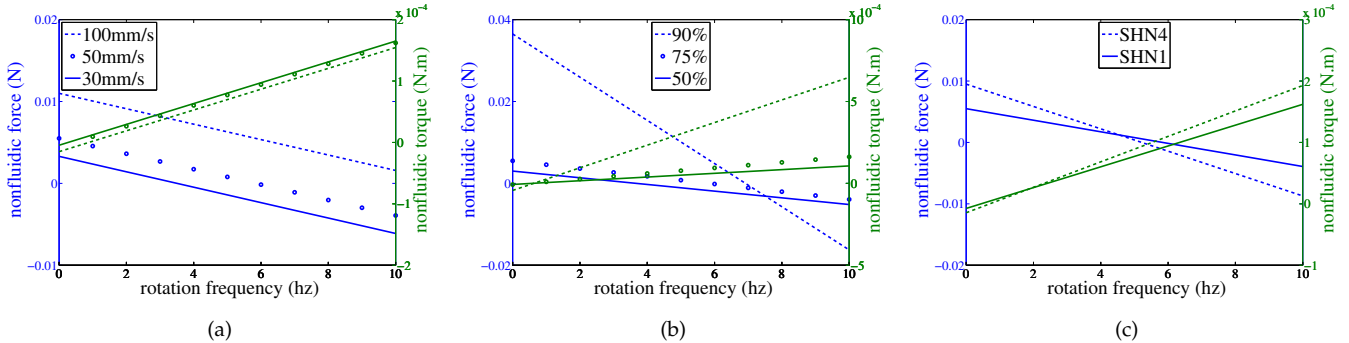 x 10⁻⁴
0.02
0.01
0
−0.01
nonfluidic force (N)
100mm/s
50mm/s
30mm/s
2
1
0
−1
−2
nonfluidic torque (N.m)
0 2 4 6 8 10
rotation frequency (hz)
(a)
x 10⁻⁴
0.04
0.02
0
−0.02
nonfluidic force (N)
90%
75%
50%
10
5
0
−5
nonfluidic torque (N.m)
0 2 4 6 8 10
rotation frequency (hz)
(b)
x 10⁻⁴
0.02
0.01
0
−0.01
−0.02
nonfluidic force (N)
SHN4
SHN1
3
2
1
0
−1
nonfluidic torque (N.m)
0 2 4 6 8 10
rotation frequency (hz)
(c)